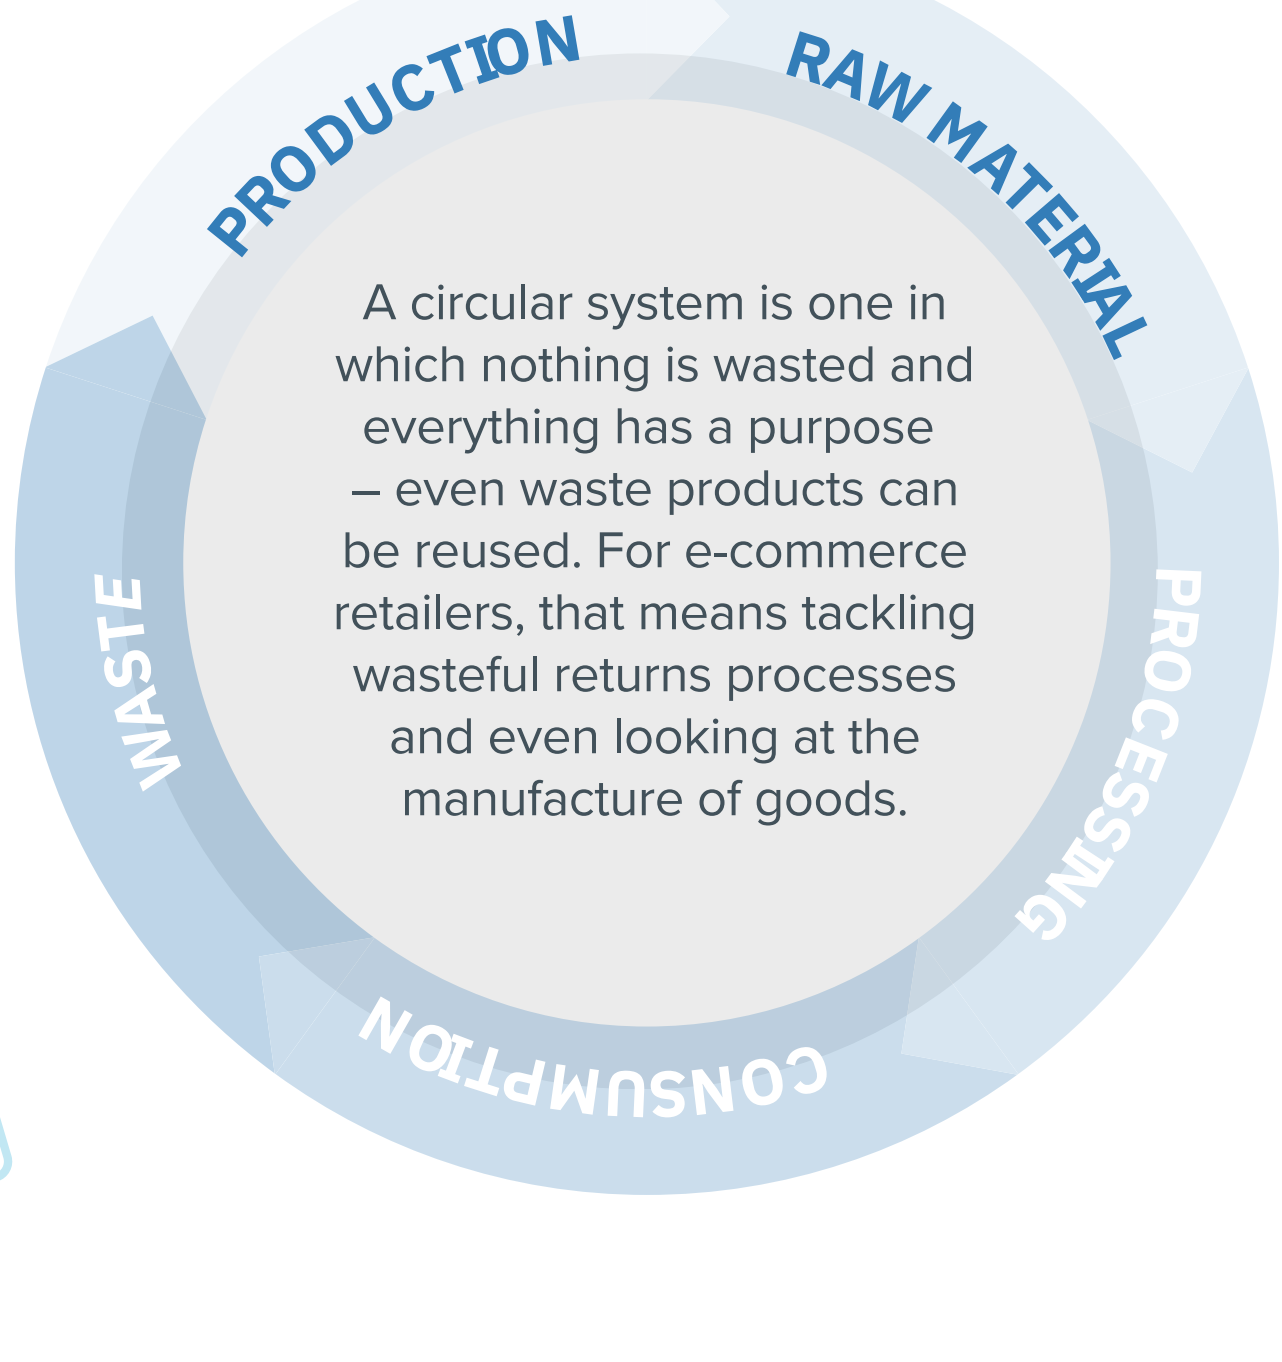 PRODUCTION
RAW MATERIAL
A circular system is one in
which nothing is wasted and
everything has a purpose
– even waste products can
be reused. For e-commerce
retailers, that means tackling
wasteful returns processes
and even looking at the
manufacture of goods.
PROCESSING
CONSUMPTION
WASTE